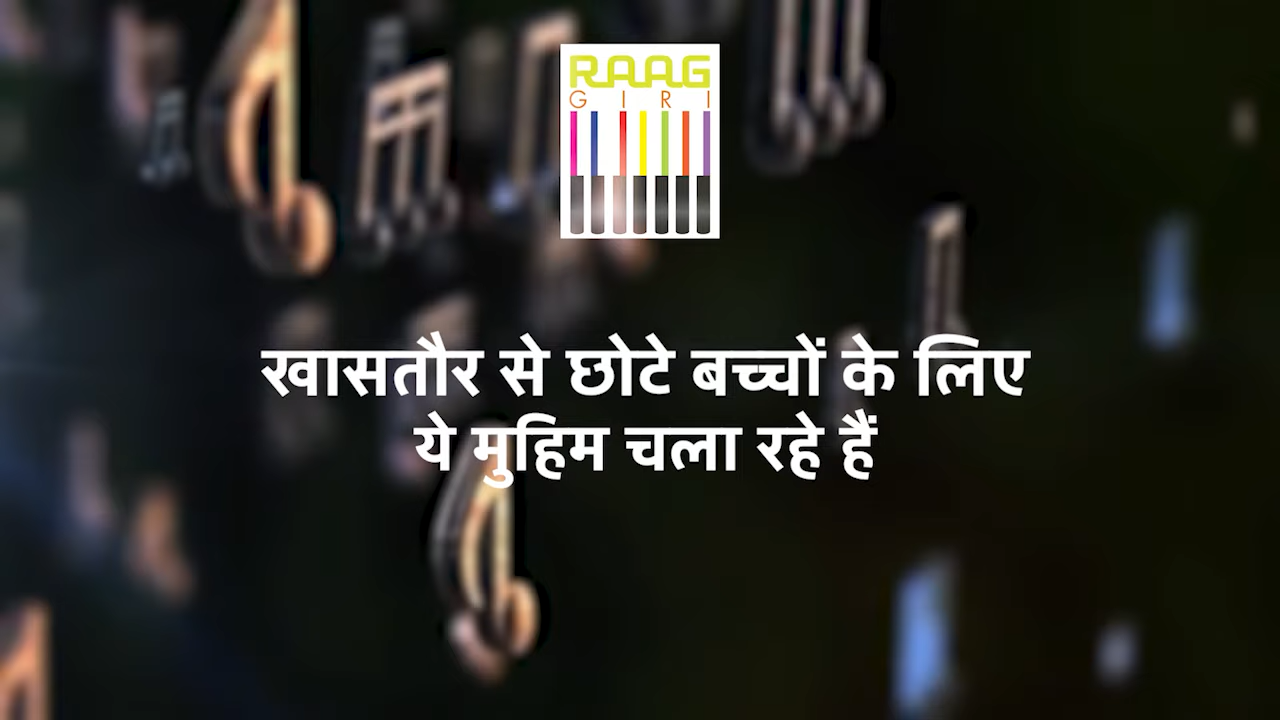 RAAG
GIRI
खासतौर से छोटे बच्चों के लिए
ये मुहिम चला रहे हैं